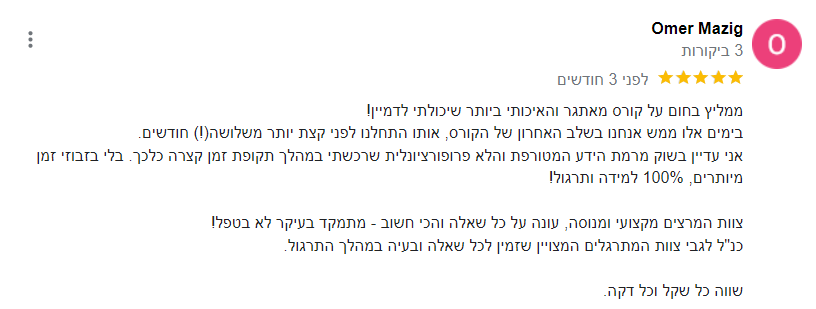 Omer Mazig
O
3 ביקורות
לפני 3 חודשים
ממליץ בחום על קורס מאתגר והאיכותי ביותר שיכולתי לדמיין!
בימים אלו ממש אנחנו בשלב האחרון של הקורס, אותו התחלנו לפני קצת יותר משלושה(!) חודשים.
אני עדיין בשוק מרמת הידע המטורפת והלא פרופורציונלית שרכשתי במהלך תקופת זמן קצרה כלכך. בלי בזבוזי זמן
מיותרים, 100% למידה ותרגול!
צוות המרצים מקצועי ומנוסה, עונה על כל שאלה והכי חשוב - מתמקד בעיקר לא בטפל!
כנ"ל לגבי צוות המתרגלים המצויין שזמין לכל שאלה ובעיה במהלך התרגול.
שווה כל שקל וכל דקה.